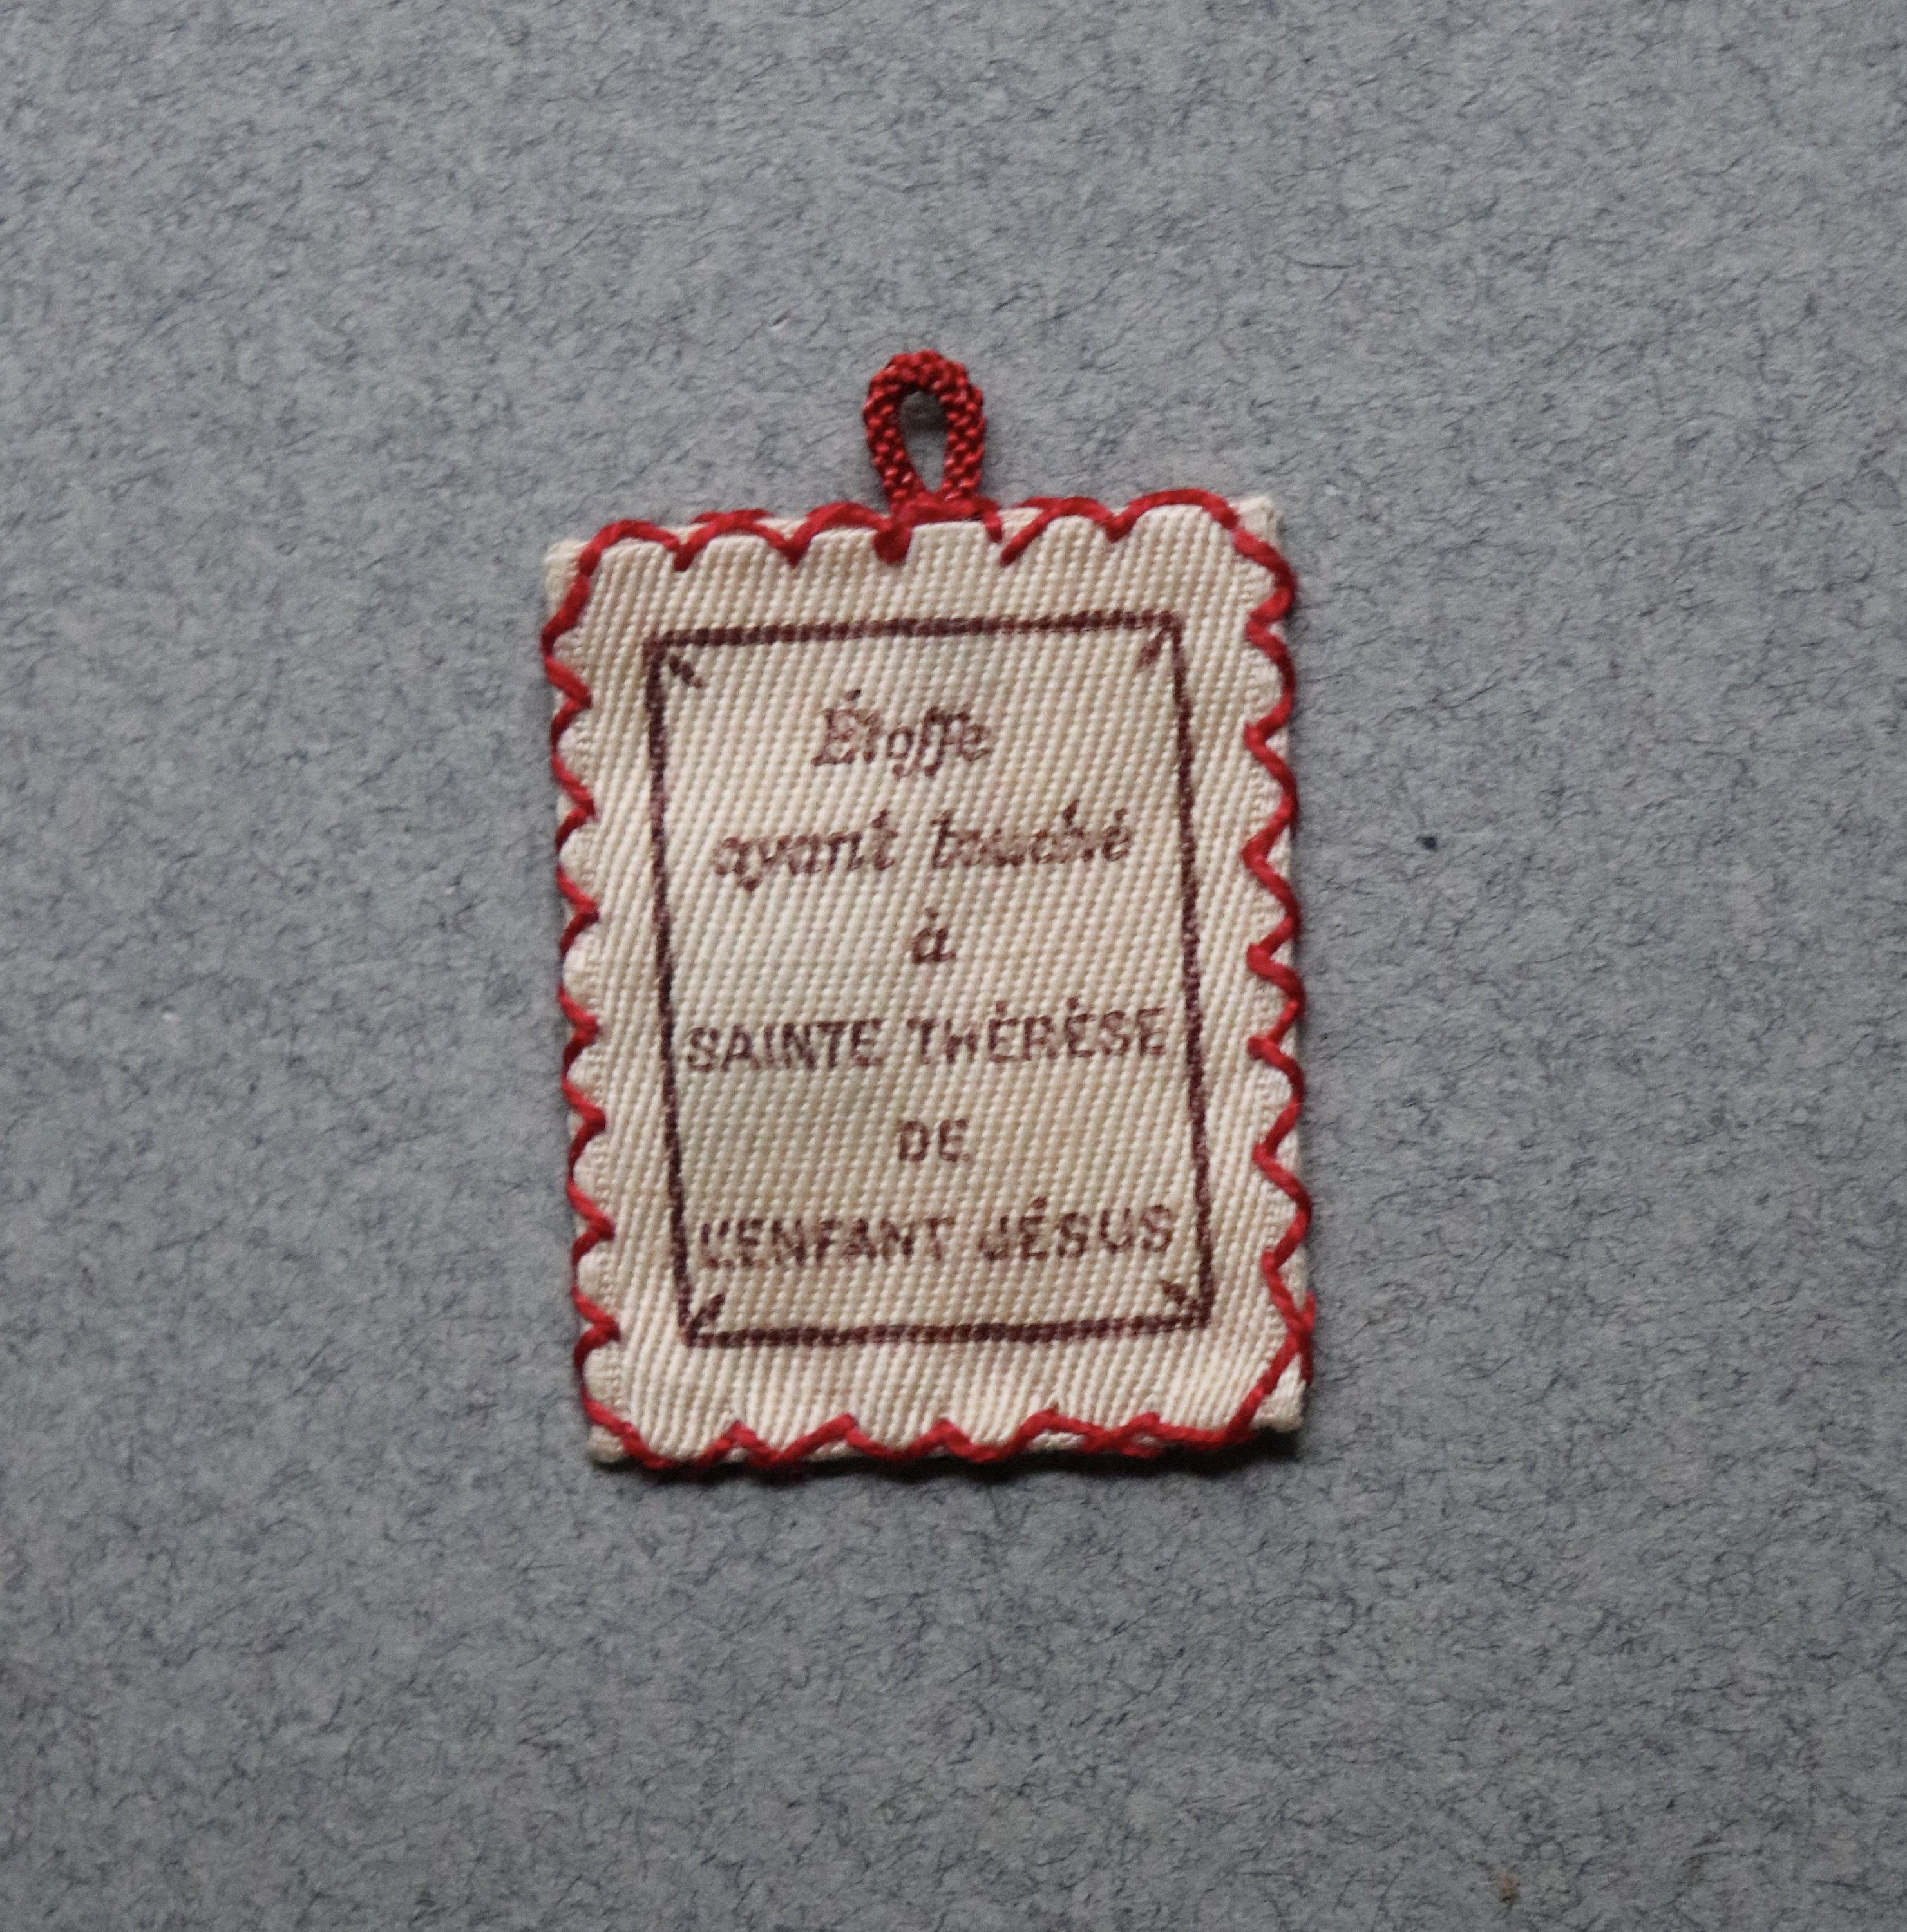 Étoffe
ayant touché
à
SAINTE THÉRÈSE
DE
L'ENFANT JÉSUS